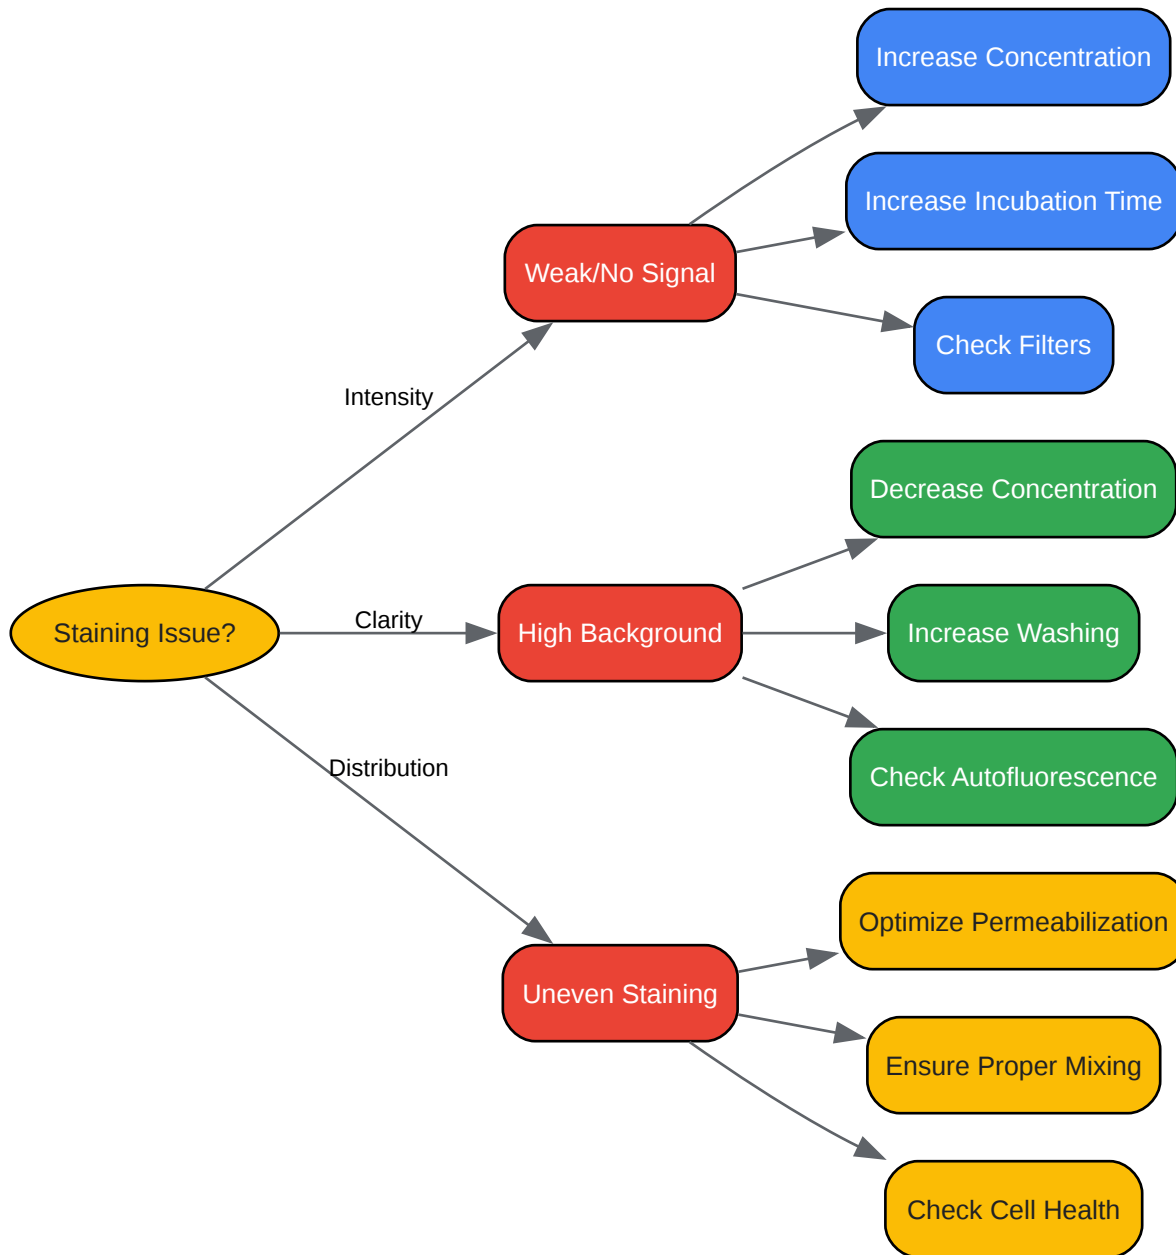 Staining Issue?
Intensity
Weak/No Signal
Increase Concentration
Increase Incubation Time
Check Filters
Clarity
High Background
Decrease Concentration
Increase Washing
Check Autofluorescence
Distribution
Uneven Staining
Optimize Permeabilization
Ensure Proper Mixing
Check Cell Health